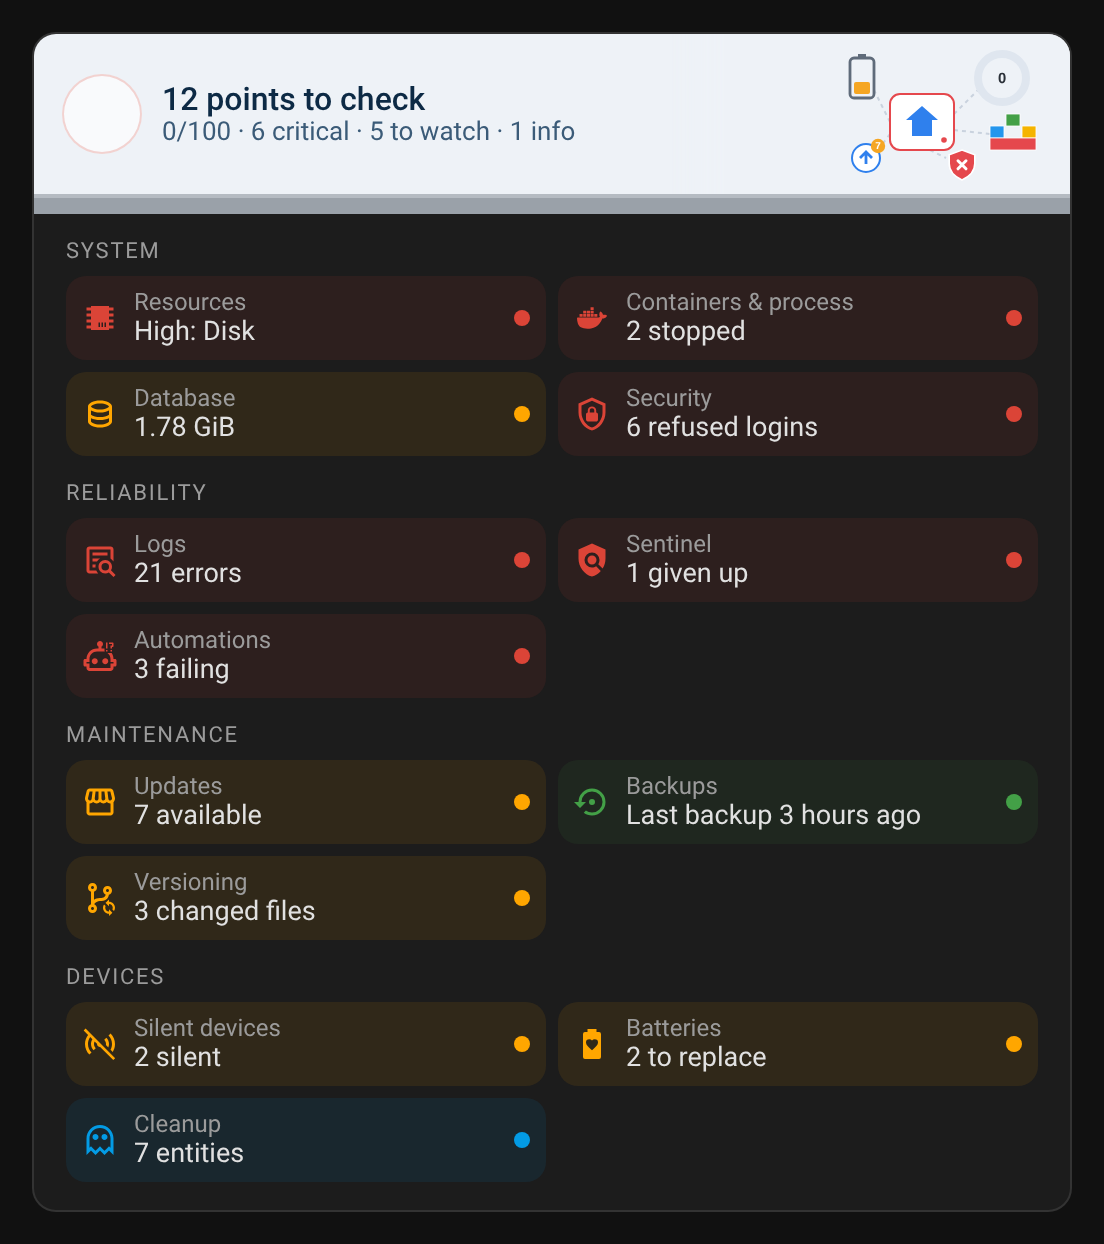 12 points to check
0/100 · 6 critical · 5 to watch · 1 info
0
7
SYSTEM
Resources
High: Disk
Containers & process
2 stopped
Database
1.78 GiB
Security
6 refused logins
RELIABILITY
Logs
21 errors
Sentinel
1 given up
Automations
3 failing
MAINTENANCE
Updates
7 available
Backups
Last backup 3 hours ago
Versioning
3 changed files
DEVICES
Silent devices
2 silent
Batteries
2 to replace
Cleanup
7 entities